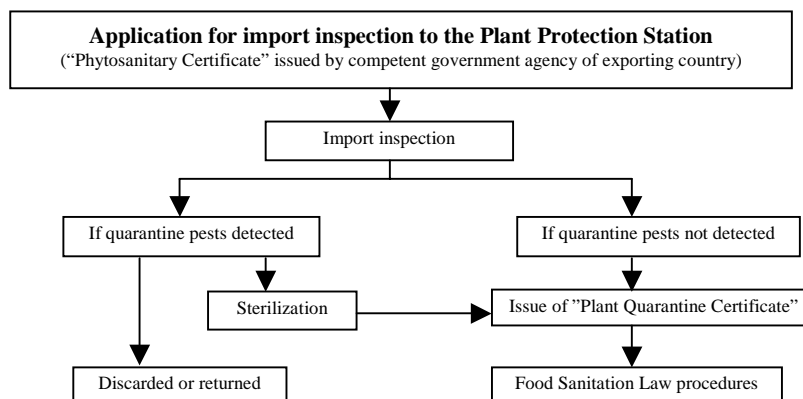 Application for import inspection to the Plant Protection Station
(“Phytosanitary Certificate” issued by competent government agency of exporting country)
Import inspection
If quarantine pests detected
If quarantine pests not detected
Sterilization
Issue of ”Plant Quarantine Certificate”
Discarded or returned
Food Sanitation Law procedures